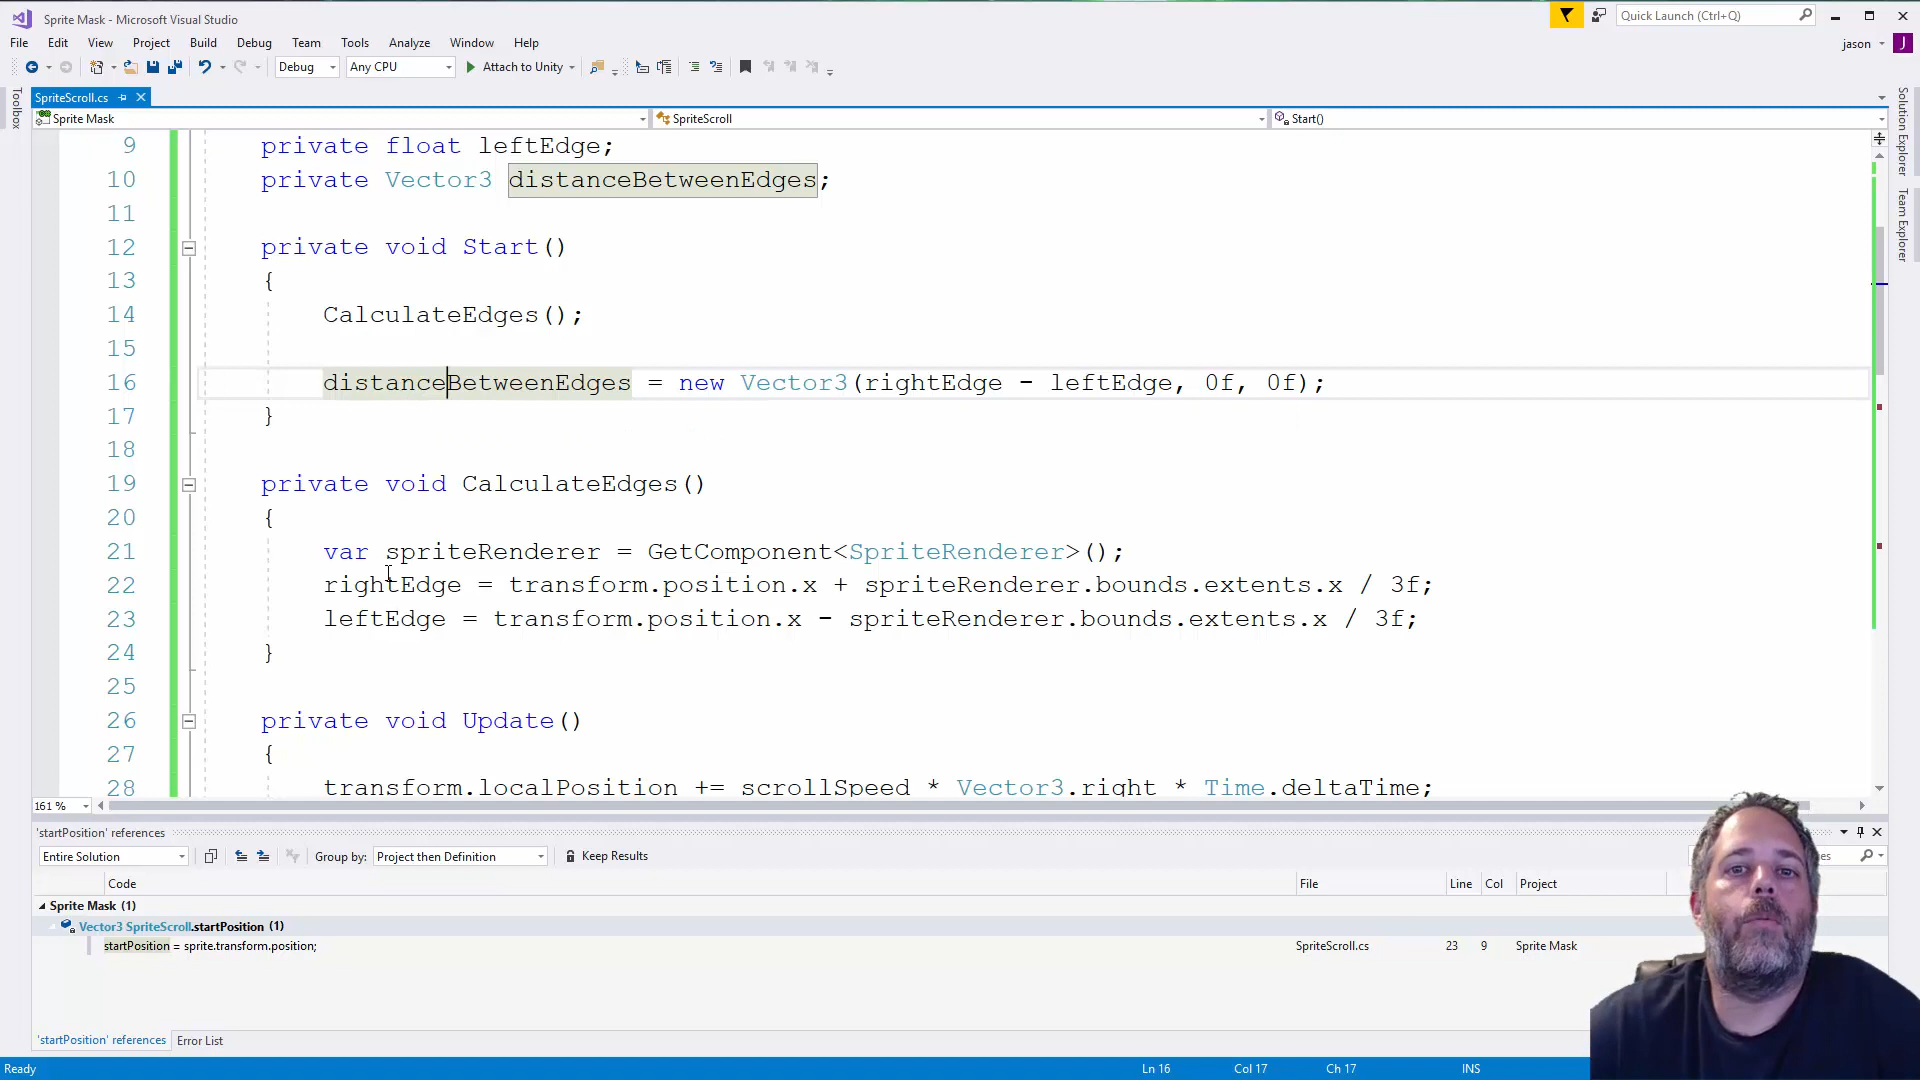 Sprite Mask - Microsoft Visual Studio
Quick Launch (Ctrl+Q)
File Edit View Project Build Debug Team Tools Analyze Window Help
jason J
Debug Any CPU Attach to Unity
Toolbox
SpriteScroll.cs
Sprite Mask SpriteScroll Start()
Solution Explorer
Team Explorer
9 private float leftEdge;
10 private Vector3 distanceBetweenEdges;
11
12 private void Start()
13 {
14 CalculateEdges();
15
16 distanceBetweenEdges = new Vector3(rightEdge - leftEdge, 0f, 0f);
17 }
18
19 private void CalculateEdges()
20 {
21 var spriteRenderer = GetComponent<SpriteRenderer>();
22 rightEdge = transform.position.x + spriteRenderer.bounds.extents.x / 3f;
23 leftEdge = transform.position.x - spriteRenderer.bounds.extents.x / 3f;
24 }
25
26 private void Update()
27 {
28 transform.localPosition += scrollSpeed * Vector3.right * Time.deltaTime;
161 %
'startPosition' references
Entire Solution Group by: Project then Definition Keep Results
Code File Line Col Project
Sprite Mask (1)
Vector3 SpriteScroll.startPosition (1)
startPosition = sprite.transform.position; SpriteScroll.cs 23 9 Sprite Mask
'startPosition' references Error List
Ready Ln 16 Col 17 Ch 17 INS